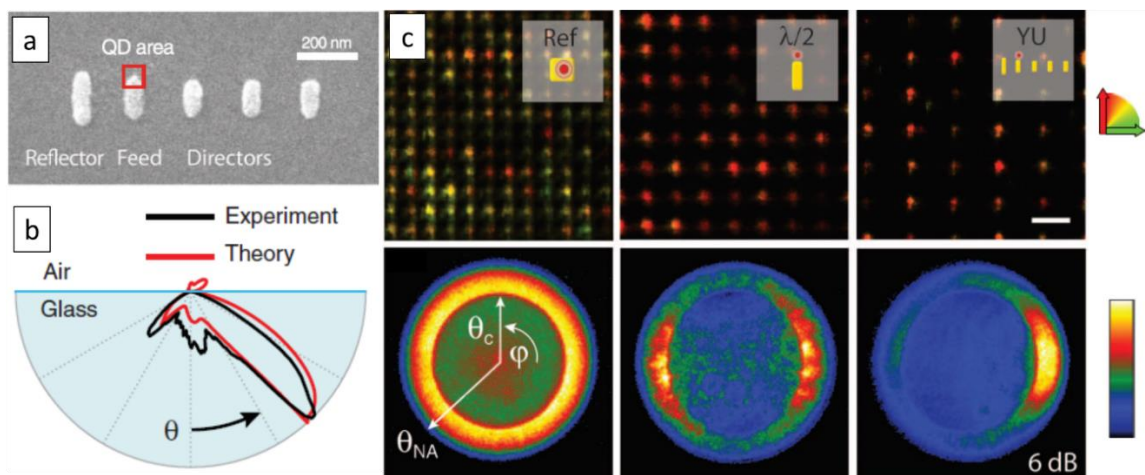 a
QD area
200 nm
Reflector
Feed
Directors
b
Experiment
Theory
Air
Glass
θ
c
Ref
λ/2
YU
θC
φ
θNA
6 dB